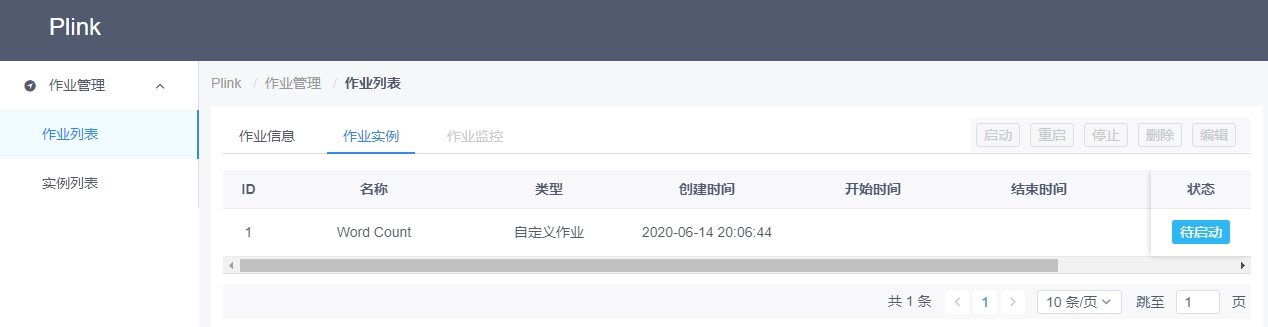 Plink
作业管理
作业列表
实例列表
Plink / 作业管理 / 作业列表
作业信息 作业实例 作业监控 启动 重启 停止 删除 编辑
ID 名称 类型 创建时间 开始时间 结束时间 状态
1 Word Count 自定义作业 2020-06-14 20:06:44 待启动
共 1 条 1 10 条/页 跳至 1 页